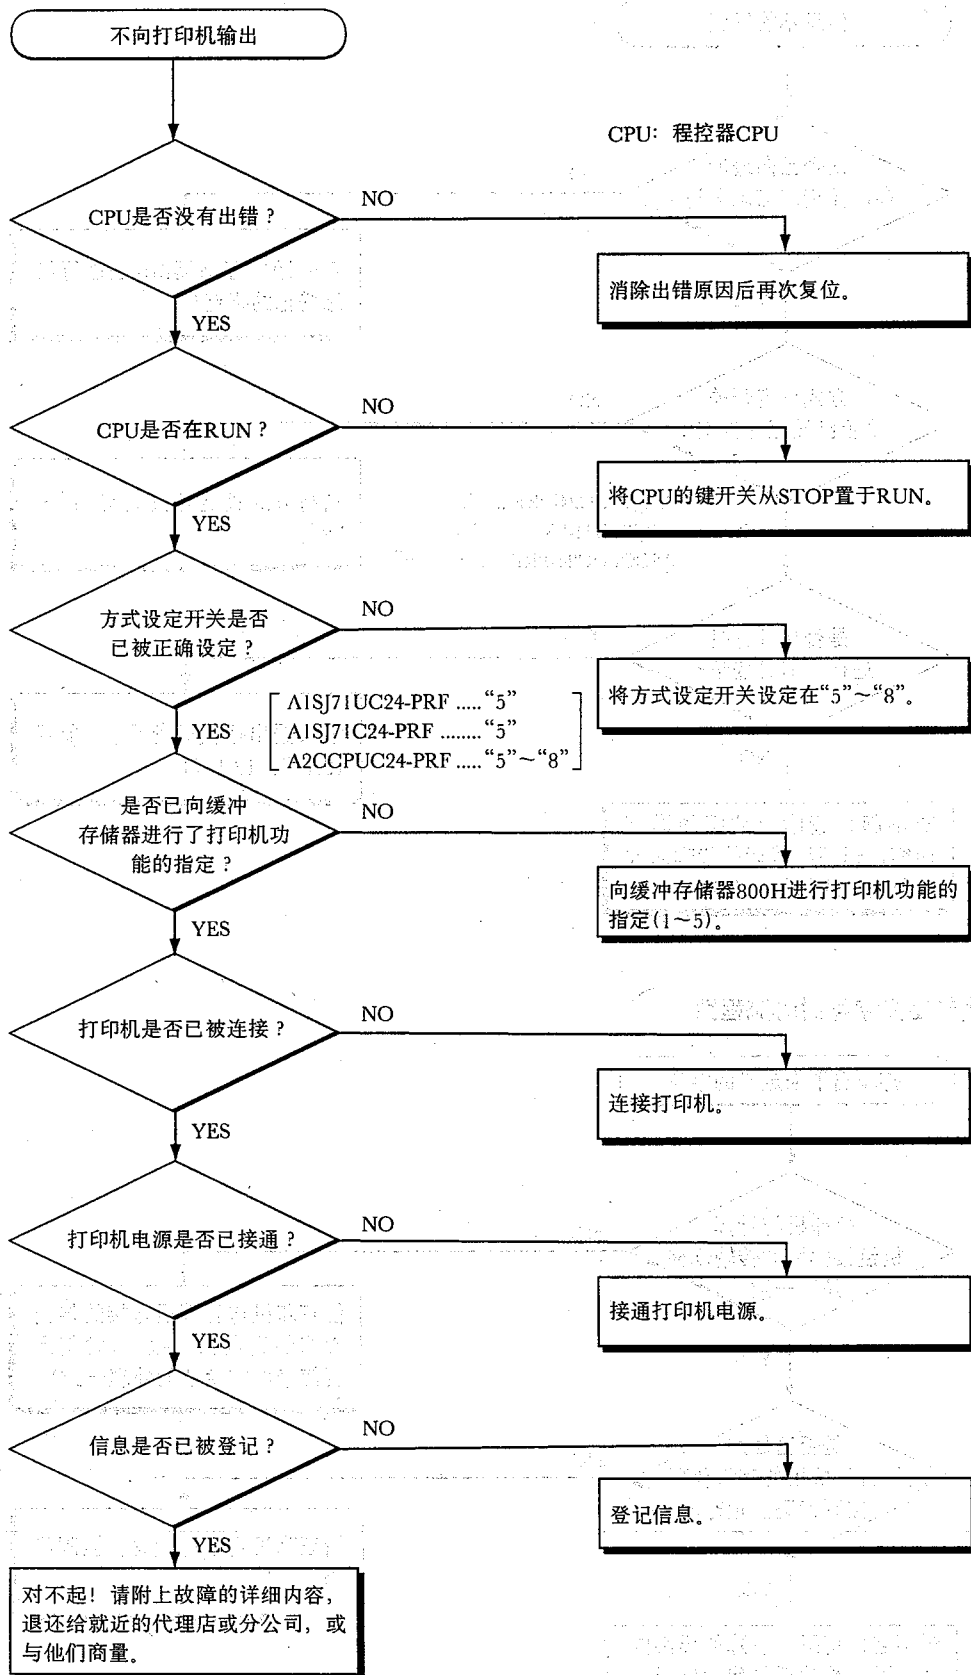 不向打印机输出
CPU：程控器CPU
CPU是否没有出错？
NO
消除出错原因后再次复位。
YES
CPU是否在RUN？
NO
将CPU的键开关从STOP置于RUN。
YES
方式设定开关是否
已被正确设定？
NO
将方式设定开关设定在“5”～“8”。
YES
A1SJ71UC24-PRF .....“5”
A1SJ71C24-PRF ........“5”
A2CCPUC24-PRF .....“5”～“8”
是否已向缓冲
存储器进行了打印机功
能的指定？
NO
向缓冲存储器800H进行打印机功能的
指定(1～5)。
YES
打印机是否已被连接？
NO
连接打印机。
YES
打印机电源是否已接通？
NO
接通打印机电源。
YES
信息是否已被登记？
NO
登记信息。
YES
对不起！请附上故障的详细内容，
退还给就近的代理店或分公司，或
与他们商量。